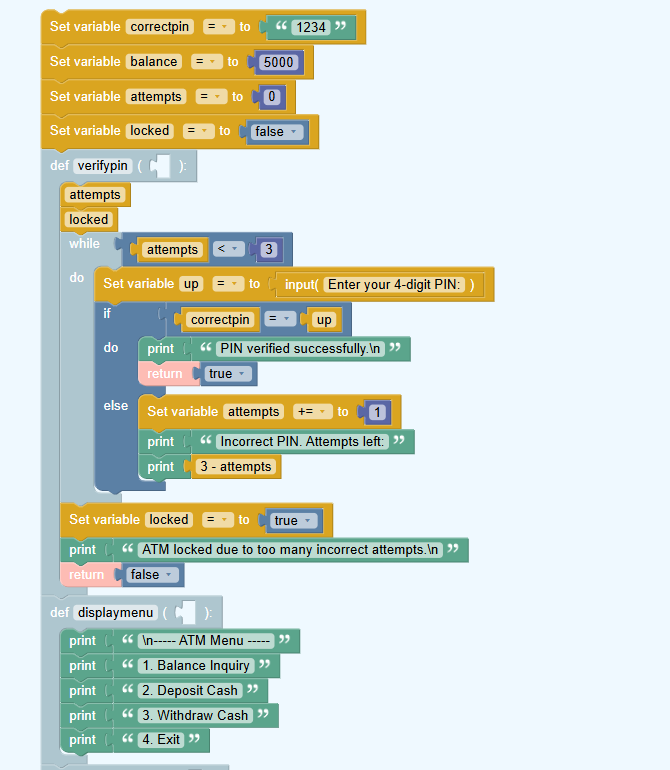 Set variable correctpin = to “ 1234 ”
Set variable balance = to 5000
Set variable attempts = to 0
Set variable locked = to false
def verifypin ( ):
attempts
locked
while attempts < 3
do Set variable up = to input( Enter your 4-digit PIN: )
if correctpin = up
do print “ PIN verified successfully.\n ”
return true
else Set variable attempts += to 1
print “ Incorrect PIN. Attempts left: ”
print 3 - attempts
Set variable locked = to true
print “ ATM locked due to too many incorrect attempts.\n ”
return false
def displaymenu ( ):
print “ \n----- ATM Menu ----- ”
print “ 1. Balance Inquiry ”
print “ 2. Deposit Cash ”
print “ 3. Withdraw Cash ”
print “ 4. Exit ”